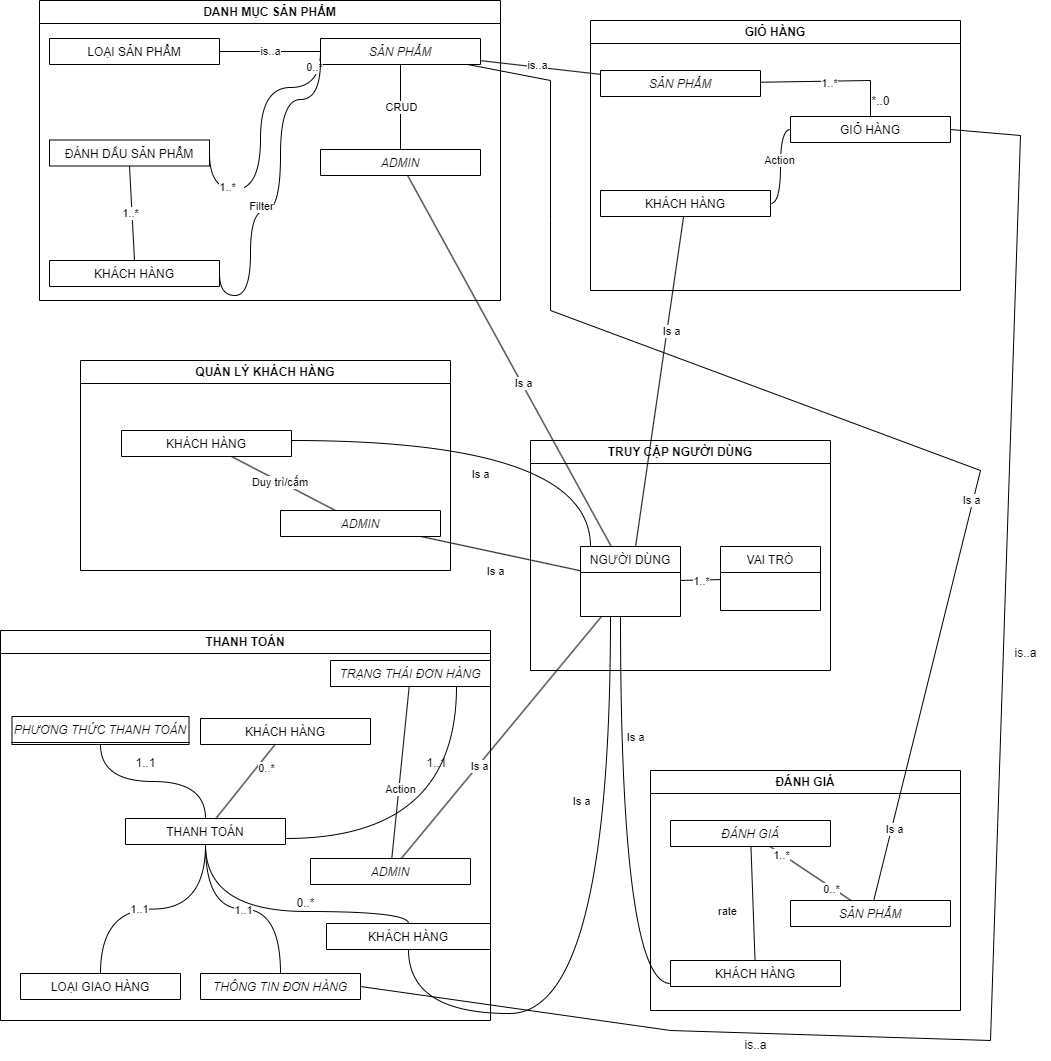 DANH MỤC SẢN PHẨM
LOẠI SẢN PHẨM
is..a
SẢN PHẨM
0..*
CRUD
ĐÁNH DẤU SẢN PHẨM
ADMIN
1..*
Filter
1..*
KHÁCH HÀNG
GIỎ HÀNG
is..a
SẢN PHẨM
1..*
*..0
GIỎ HÀNG
Action
KHÁCH HÀNG
Is a
Is a
QUẢN LÝ KHÁCH HÀNG
KHÁCH HÀNG
Is a
Duy trì/cấm
ADMIN
Is a
TRUY CẬP NGƯỜI DÙNG
NGƯỜI DÙNG
VAI TRÒ
1..*
Is a
is..a
THANH TOÁN
TRẠNG THÁI ĐƠN HÀNG
PHƯƠNG THỨC THANH TOÁN
KHÁCH HÀNG
1..1
0..*
1..1
Is a
Action
THANH TOÁN
ADMIN
0..*
1..1
1..1
KHÁCH HÀNG
LOẠI GIAO HÀNG
THÔNG TIN ĐƠN HÀNG
Is a
Is a
ĐÁNH GIÁ
ĐÁNH GIÁ
Is a
1..*
0..*
rate
SẢN PHẨM
KHÁCH HÀNG
is..a